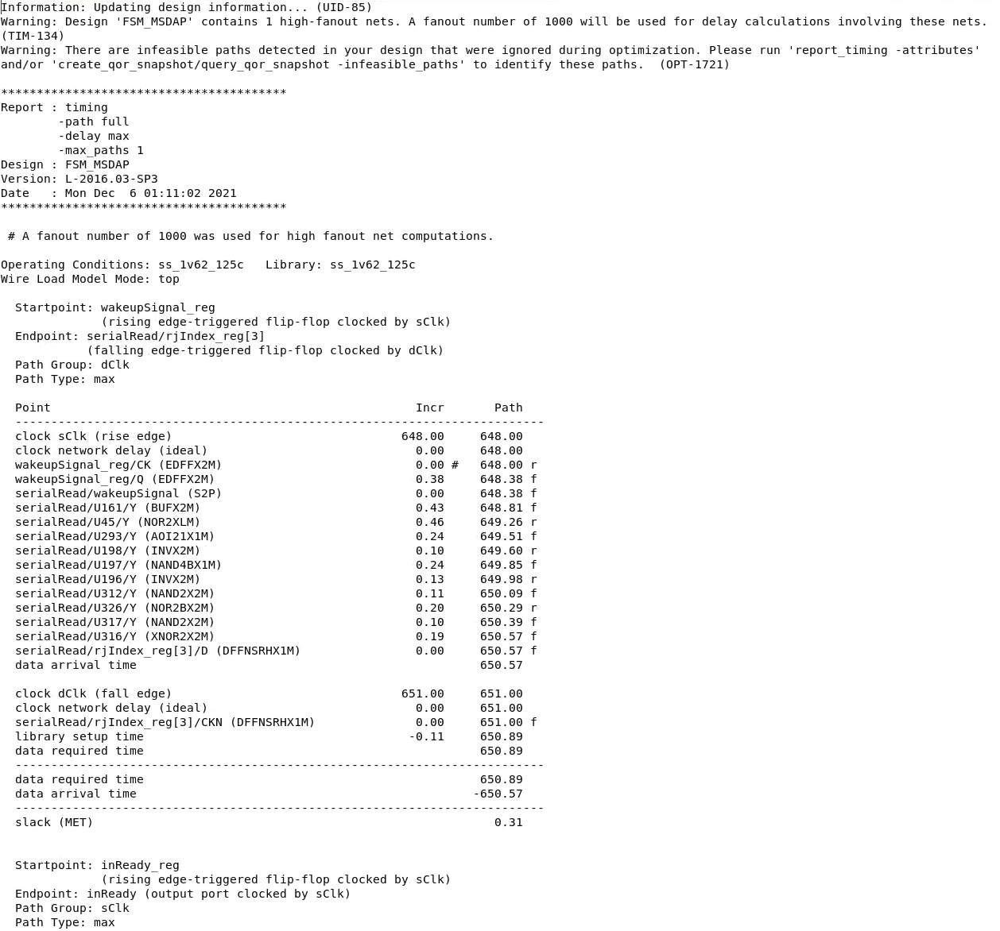 Information: Updating design information... (UID-85)
Warning: Design 'FSM_MSDAP' contains 1 high-fanout nets. A fanout number of 1000 will be used for delay calculations involving these nets.
(TIM-134)
Warning: There are infeasible paths detected in your design that were ignored during optimization. Please run 'report_timing -attributes'
and/or 'create_qor_snapshot/query_qor_snapshot -infeasible_paths' to identify these paths.  (OPT-1721)

****************************************
Report : timing
        -path full
        -delay max
        -max_paths 1
Design : FSM_MSDAP
Version: L-2016.03-SP3
Date   : Mon Dec  6 01:11:02 2021
****************************************

 # A fanout number of 1000 was used for high fanout net computations.

Operating Conditions: ss_1v62_125c   Library: ss_1v62_125c
Wire Load Model Mode: top

  Startpoint: wakeupSignal_reg
              (rising edge-triggered flip-flop clocked by sClk)
  Endpoint: serialRead/rjIndex_reg[3]
            (falling edge-triggered flip-flop clocked by dClk)
  Path Group: dClk
  Path Type: max

  Point                                                   Incr       Path
  --------------------------------------------------------------------------
  clock sClk (rise edge)                                648.00     648.00
  clock network delay (ideal)                             0.00     648.00
  wakeupSignal_reg/CK (EDFFX2M)                           0.00 #   648.00 r
  wakeupSignal_reg/Q (EDFFX2M)                            0.38     648.38 f
  serialRead/wakeupSignal (S2P)                           0.00     648.38 f
  serialRead/U161/Y (BUFX2M)                              0.43     648.81 f
  serialRead/U45/Y (NOR2XLM)                              0.46     649.26 r
  serialRead/U293/Y (AOI21X1M)                            0.24     649.51 f
  serialRead/U198/Y (INVX2M)                              0.10     649.60 r
  serialRead/U197/Y (NAND4BX1M)                           0.24     649.85 f
  serialRead/U196/Y (INVX2M)                              0.13     649.98 r
  serialRead/U312/Y (NAND2X2M)                            0.11     650.09 f
  serialRead/U326/Y (NOR2BX2M)                            0.20     650.29 r
  serialRead/U317/Y (NAND2X2M)                            0.10     650.39 f
  serialRead/U316/Y (XNOR2X2M)                            0.19     650.57 f
  serialRead/rjIndex_reg[3]/D (DFFNSRHX1M)                0.00     650.57 f
  data arrival time                                                650.57

  clock dClk (fall edge)                                651.00     651.00
  clock network delay (ideal)                             0.00     651.00
  serialRead/rjIndex_reg[3]/CKN (DFFNSRHX1M)              0.00     651.00 f
  library setup time                                     -0.11     650.89
  data required time                                               650.89
  --------------------------------------------------------------------------
  data required time                                               650.89
  data arrival time                                               -650.57
  --------------------------------------------------------------------------
  slack (MET)                                                        0.31


  Startpoint: inReady_reg
              (rising edge-triggered flip-flop clocked by sClk)
  Endpoint: inReady (output port clocked by sClk)
  Path Group: sClk
  Path Type: max